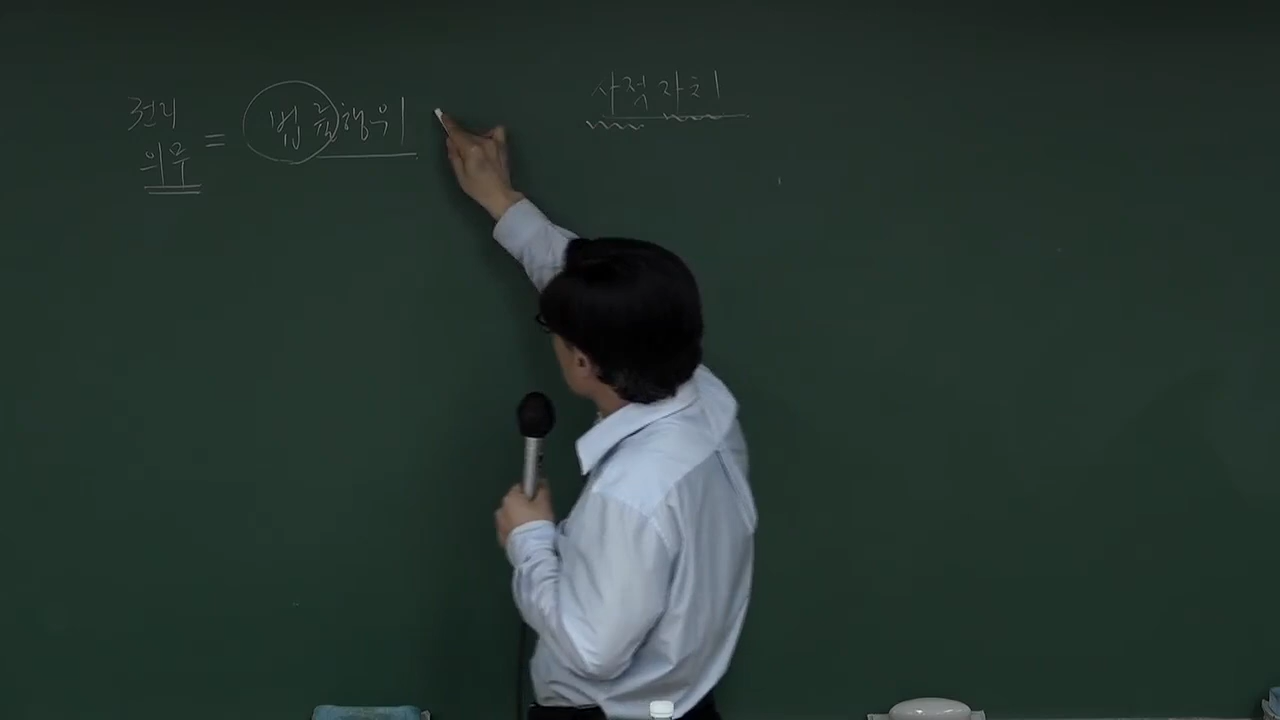 권리
의무 = 법률행위
사적자치